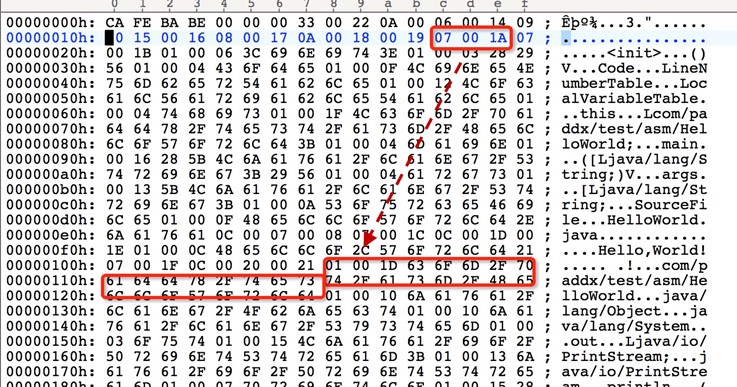 0 1 2 3 4 5 6 7 8 9 a b c d e f
00000000h: CA FE BA BE 00 00 00 33 00 22 0A 00 06 00 14 09 ; Êþº¾...3."......
00000010h: 0 15 00 16 08 00 17 0A 00 18 00 19 07 00 1A 07 ; ................
00000020h: 00 1B 01 00 06 3C 69 6E 69 74 3E 01 00 03 28 29 ; .....<init>...()
00000030h: 56 01 00 04 43 6F 64 65 01 00 0F 4C 69 6E 65 4E ; V...Code...LineN
00000040h: 75 6D 62 65 72 54 61 62 6C 65 01 00 12 4C 6F 63 ; umberTable...Loc
00000050h: 61 6C 56 61 72 69 61 62 6C 65 54 61 62 6C 65 01 ; alVariableTable.
00000060h: 00 04 74 68 69 73 01 00 1F 4C 63 6F 6D 2F 70 61 ; ..this...Lcom/pa
00000070h: 64 64 78 2F 74 65 73 74 2F 61 73 6D 2F 48 65 6C ; ddx/test/asm/Hel
00000080h: 6C 6F 57 6F 72 6C 64 3B 01 00 04 6D 61 69 6E 01 ; loWorld;...main.
00000090h: 00 16 28 5B 4C 6A 61 76 61 2F 6C 61 6E 67 2F 53 ; ..([Ljava/lang/S
000000a0h: 74 72 69 6E 67 3B 29 56 01 00 04 61 72 67 73 01 ; tring;)V...args.
000000b0h: 00 13 5B 4C 6A 61 76 61 2F 6C 61 6E 67 2F 53 74 ; ..[Ljava/lang/St
000000c0h: 72 69 6E 67 3B 01 00 0A 53 6F 75 72 63 65 46 69 ; ring;...SourceFi
000000d0h: 6C 65 01 00 0F 48 65 6C 6C 6F 57 6F 72 6C 64 2E ; le...HelloWorld.
000000e0h: 6A 61 76 61 0C 00 07 00 08 07 00 1C 0C 00 1D 00 ; java............
000000f0h: 1E 01 00 0C 48 65 6C 6C 6F 2C 57 6F 72 6C 64 21 ; ....Hello,World!
00000100h: 07 00 1F 0C 00 20 00 21 01 00 1D 63 6F 6D 2F 70 ; ..... .!...com/p
00000110h: 61 64 64 78 2F 74 65 73 74 2F 61 73 6D 2F 48 65 ; addx/test/asm/He
00000120h: 6C 6C 6F 57 6F 72 6C 64 01 00 10 6A 61 76 61 2F ; lloWorld...java/
00000130h: 6C 61 6E 67 2F 4F 62 6A 65 63 74 01 00 10 6A 61 ; lang/Object...ja
00000140h: 76 61 2F 6C 61 6E 67 2F 53 79 73 74 65 6D 01 00 ; va/lang/System..
00000150h: 03 6F 75 74 01 00 15 4C 6A 61 76 61 2F 69 6F 2F ; .out...Ljava/io/
00000160h: 50 72 69 6E 74 53 74 72 65 61 6D 3B 01 00 13 6A ; PrintStream;...j
00000170h: 61 76 61 2F 69 6F 2F 50 72 69 6E 74 53 74 72 65 ; ava/io/PrintStre
00000180h: 61 6D 01 00 07 70 72 69 6E 74 6C 6E 01 00 15 28 ; am...println...(